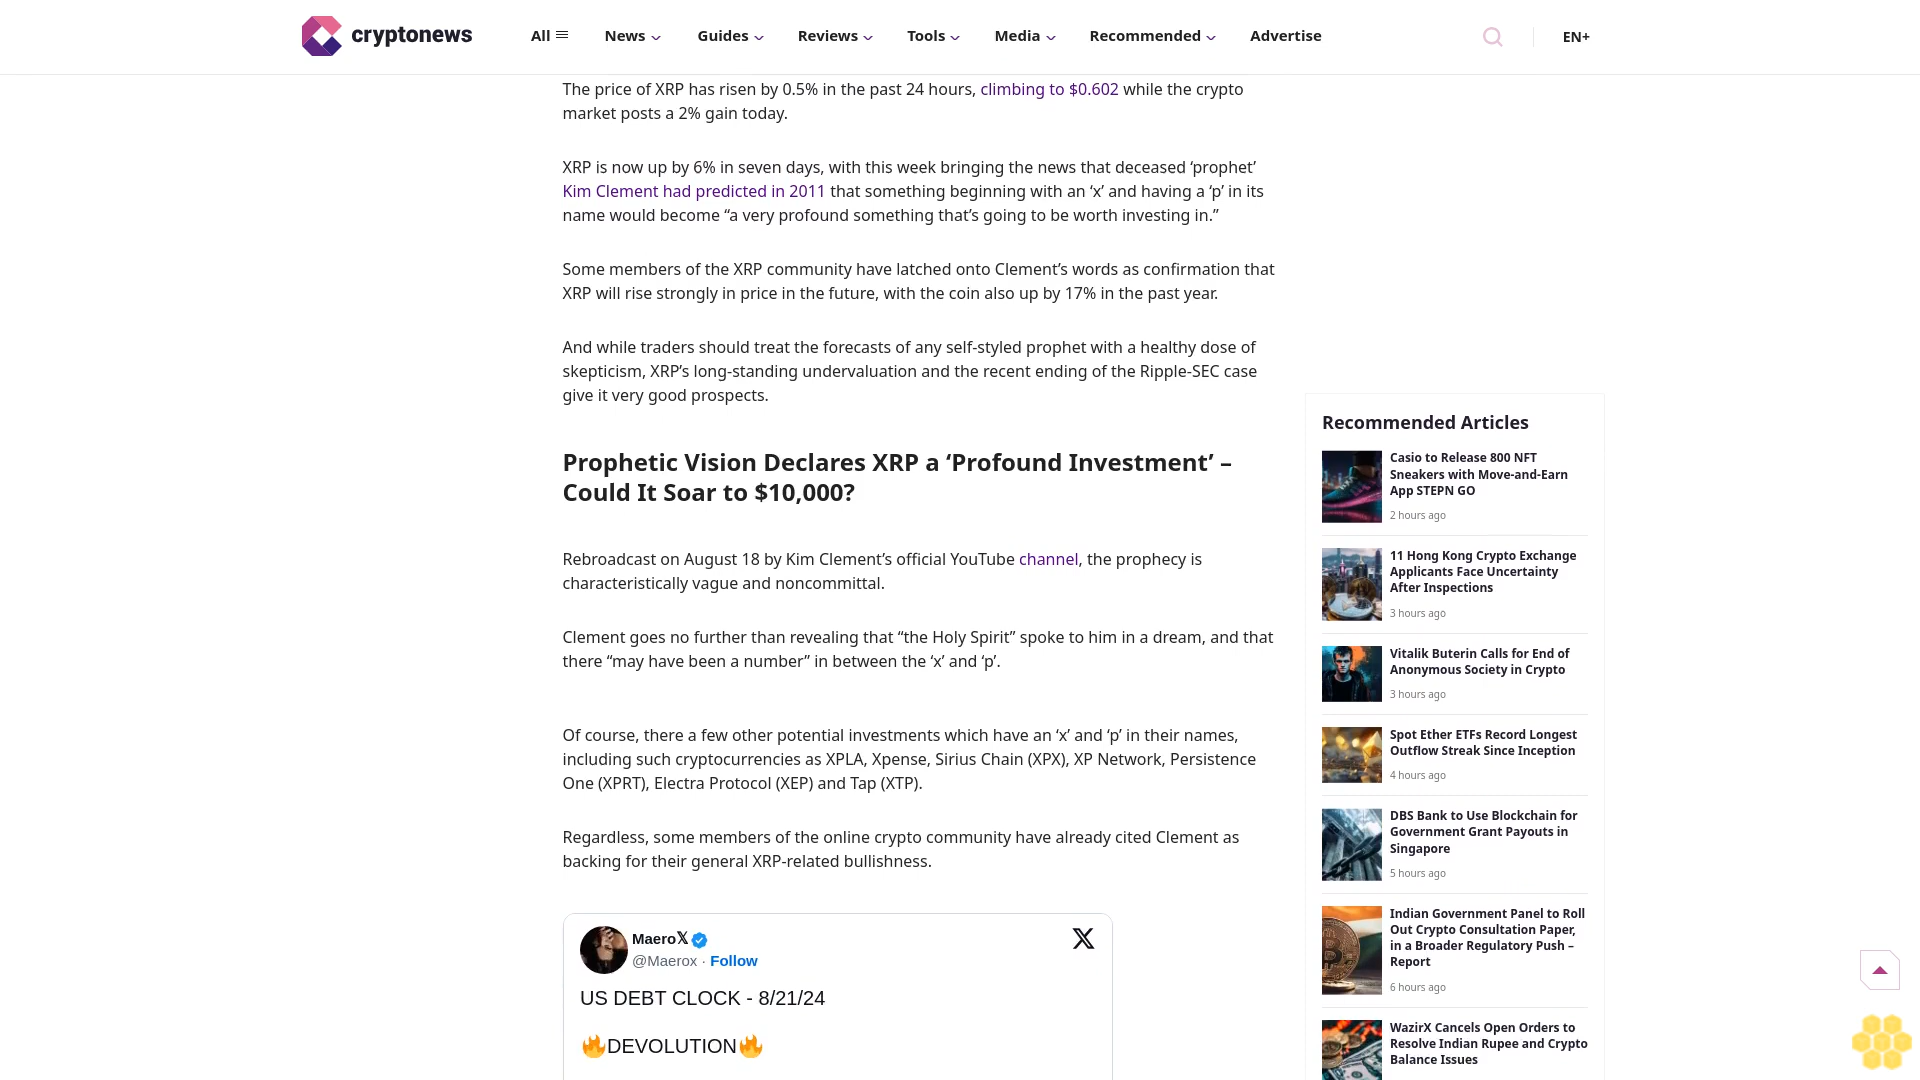 cryptonews
All
News
Guides
Reviews
Tools
Media
Recommended
Advertise
EN+
The price of XRP has risen by 0.5% in the past 24 hours, climbing to $0.602 while the crypto
market posts a 2% gain today.
XRP is now up by 6% in seven days, with this week bringing the news that deceased ‘prophet’
Kim Clement had predicted in 2011 that something beginning with an ‘x’ and having a ‘p’ in its
name would become “a very profound something that’s going to be worth investing in.”
Some members of the XRP community have latched onto Clement’s words as confirmation that
XRP will rise strongly in price in the future, with the coin also up by 17% in the past year.
And while traders should treat the forecasts of any self-styled prophet with a healthy dose of
skepticism, XRP’s long-standing undervaluation and the recent ending of the Ripple-SEC case
give it very good prospects.
Prophetic Vision Declares XRP a ‘Profound Investment’ –
Could It Soar to $10,000?
Rebroadcast on August 18 by Kim Clement’s official YouTube channel, the prophecy is
characteristically vague and noncommittal.
Clement goes no further than revealing that “the Holy Spirit” spoke to him in a dream, and that
there “may have been a number” in between the ‘x’ and ‘p’.
Of course, there a few other potential investments which have an ‘x’ and ‘p’ in their names,
including such cryptocurrencies as XPLA, Xpense, Sirius Chain (XPX), XP Network, Persistence
One (XPRT), Electra Protocol (XEP) and Tap (XTP).
Regardless, some members of the online crypto community have already cited Clement as
backing for their general XRP-related bullishness.
Maero𝕏
@Maerox · Follow
US DEBT CLOCK - 8/21/24
🔥DEVOLUTION🔥
Recommended Articles
Casio to Release 800 NFT
Sneakers with Move-and-Earn
App STEPN GO
2 hours ago
11 Hong Kong Crypto Exchange
Applicants Face Uncertainty
After Inspections
3 hours ago
Vitalik Buterin Calls for End of
Anonymous Society in Crypto
3 hours ago
Spot Ether ETFs Record Longest
Outflow Streak Since Inception
4 hours ago
DBS Bank to Use Blockchain for
Government Grant Payouts in
Singapore
5 hours ago
Indian Government Panel to Roll
Out Crypto Consultation Paper,
in a Broader Regulatory Push –
Report
6 hours ago
WazirX Cancels Open Orders to
Resolve Indian Rupee and Crypto
Balance Issues